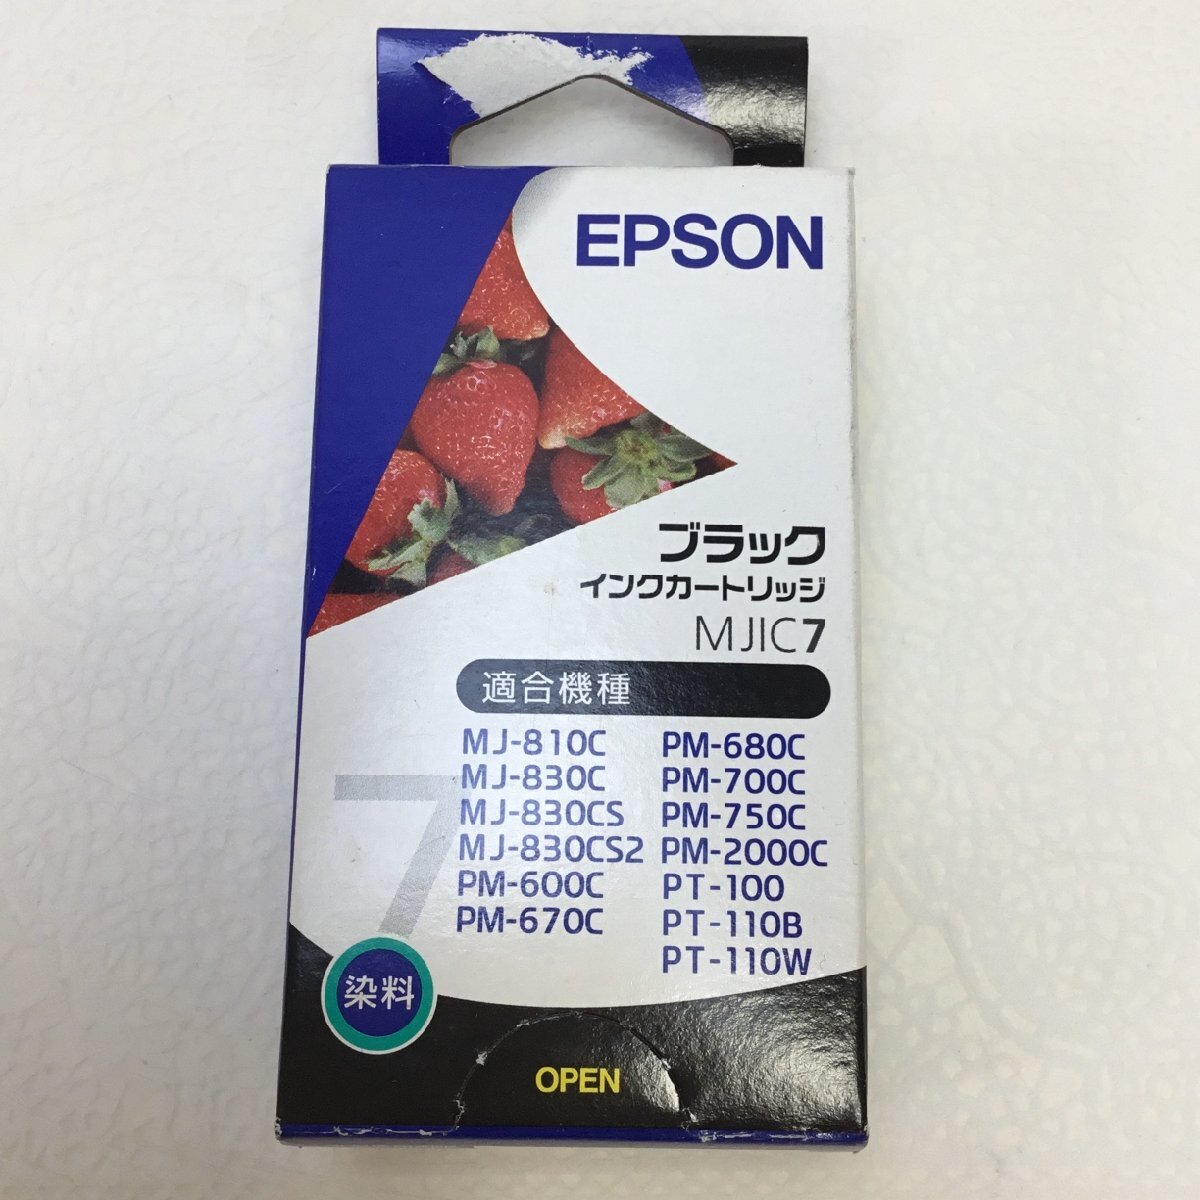 EPSON
ブラック
インクカートリッジ
MJIC7
適合機種
MJ-810C
MJ-830C
MJ-830CS
MJ-830CS2
PM-600C
PM-670C
PM-680C
PM-700C
PM-750C
PM-2000C
PT-100
PT-110B
PT-110W
7
染料
OPEN